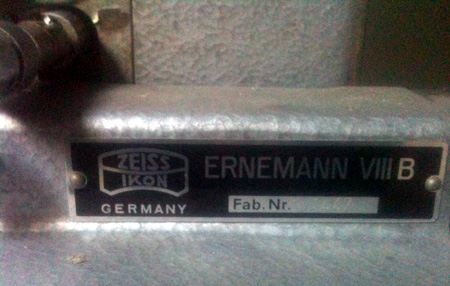 ZEISS
IKON
GERMANY
ERNEMANN VIII B
Fab. Nr.